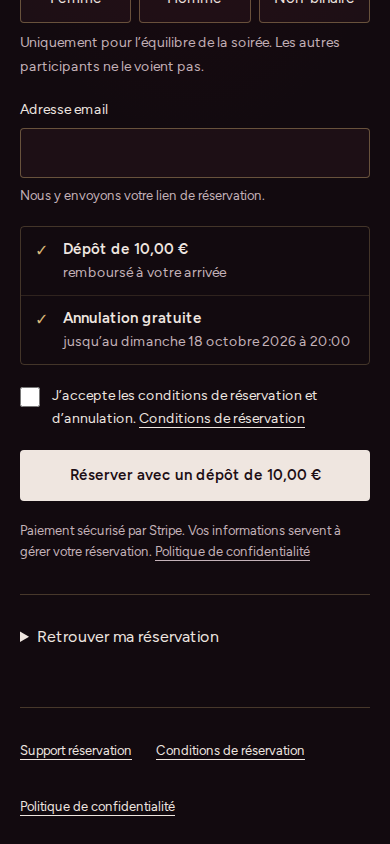 Femme Homme Non-binaire
Uniquement pour l’équilibre de la soirée. Les autres
participants ne le voient pas.
Adresse email
Nous y envoyons votre lien de réservation.
✓ Dépôt de 10,00 €
remboursé à votre arrivée
✓ Annulation gratuite
jusqu’au dimanche 18 octobre 2026 à 20:00
J’accepte les conditions de réservation et
d’annulation. Conditions de réservation
Réserver avec un dépôt de 10,00 €
Paiement sécurisé par Stripe. Vos informations servent à
gérer votre réservation. Politique de confidentialité
Retrouver ma réservation
Support réservation Conditions de réservation
Politique de confidentialité